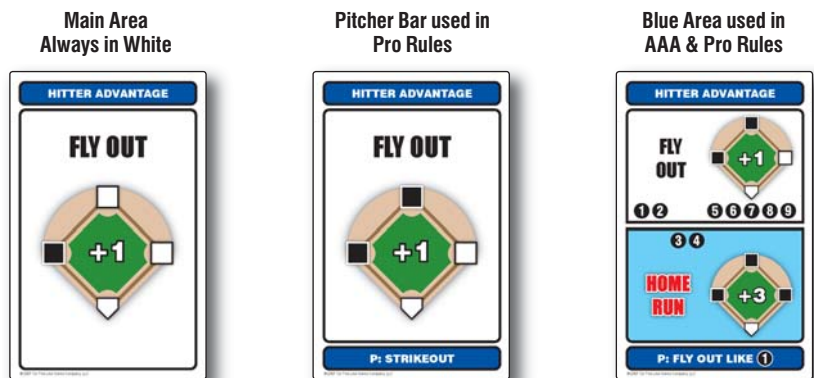 Main Area
Always in White
HITTER ADVANTAGE
FLY OUT
+1
Pitcher Bar used in
Pro Rules
HITTER ADVANTAGE
FLY OUT
+1
P: STRIKEOUT
Blue Area used in
AAA & Pro Rules
HITTER ADVANTAGE
FLY
OUT
+1
1 2 5 6 7 8 9
3 4
HOME
RUN
+3
P: FLY OUT LIKE 1